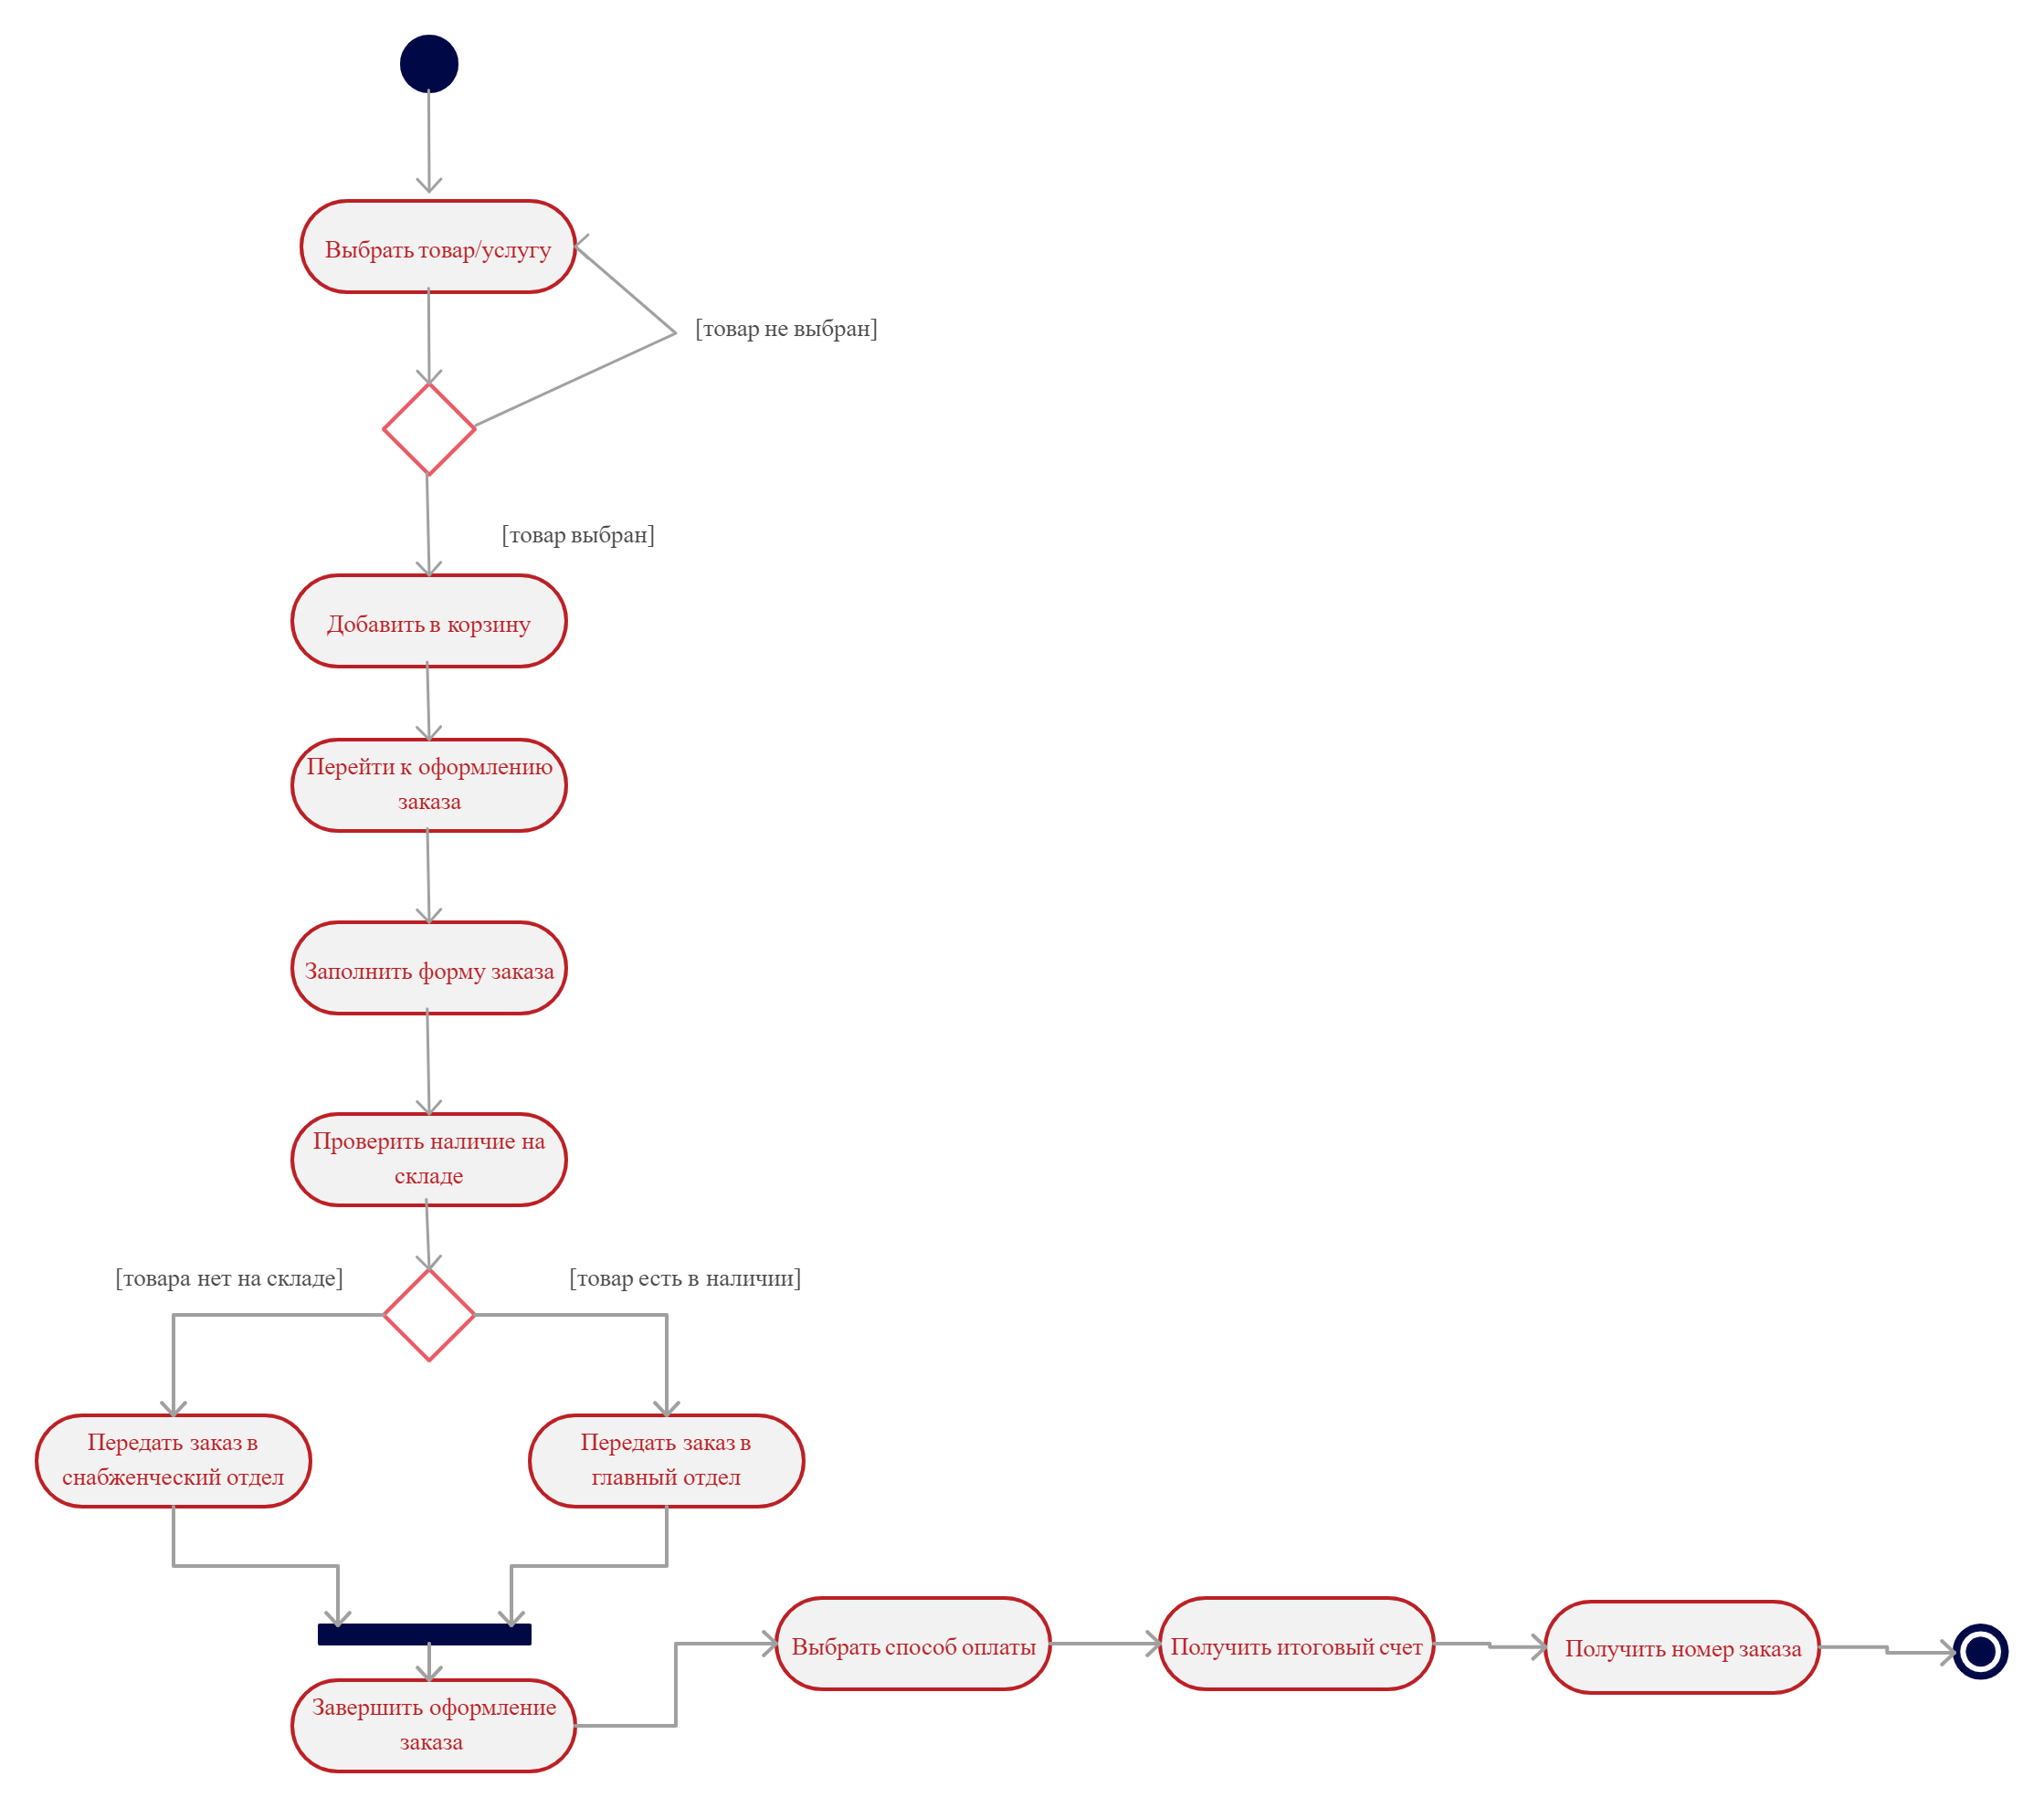 Выбрать товар/услугу
[товар не выбран]
[товар выбран]
Добавить в корзину
Перейти к оформлению
заказа
Заполнить форму заказа
Проверить наличие на
складе
[товара нет на складе]
[товар есть в наличии]
Передать заказ в
снабженческий отдел
Передать заказ в
главный отдел
Завершить оформление
заказа
Выбрать способ оплаты
Получить итоговый счет
Получить номер заказа